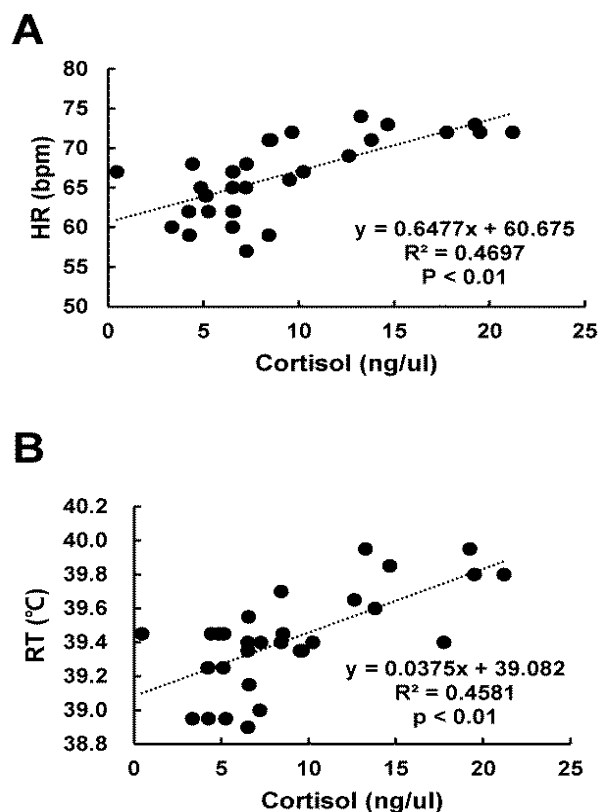 A
80
75
70
65
60
55
50
HR (bpm)
y = 0.6477x + 60.675
R² = 0.4697
P < 0.01
0 5 10 15 20 25
Cortisol (ng/ul)
B
40.2
40.0
39.8
39.6
39.4
39.2
39.0
38.8
RT (℃)
y = 0.0375x + 39.082
R² = 0.4581
p < 0.01
0 5 10 15 20 25
Cortisol (ng/ul)